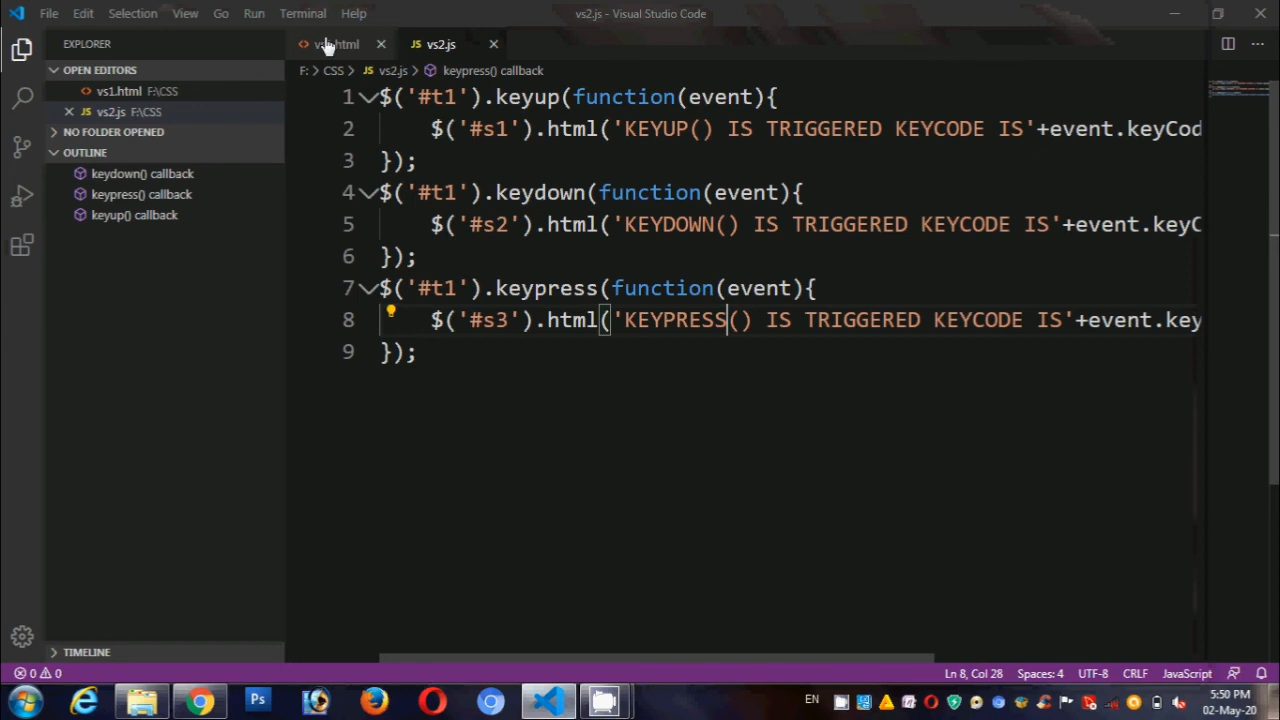 File Edit Selection View Go Run Terminal Help vs2.js - Visual Studio Code
EXPLORER
html
JS vs2.js
OPEN EDITORS
vs1.html F:\CSS
JS vs2.js F:\CSS
NO FOLDER OPENED
OUTLINE
keydown() callback
keypress() callback
keyup() callback
TIMELINE
F: > CSS > JS vs2.js > keypress() callback
1 $('#t1').keyup(function(event){
2 $('#s1').html('KEYUP() IS TRIGGERED KEYCODE IS'+event.keyCod
3 });
4 $('#t1').keydown(function(event){
5 $('#s2').html('KEYDOWN() IS TRIGGERED KEYCODE IS'+event.keyC
6 });
7 $('#t1').keypress(function(event){
8 $('#s3').html('KEYPRESS() IS TRIGGERED KEYCODE IS'+event.key
9 });
0 0 Ln 8, Col 28 Spaces: 4 UTF-8 CRLF JavaScript
Ps EN 5:50 PM
02-May-20